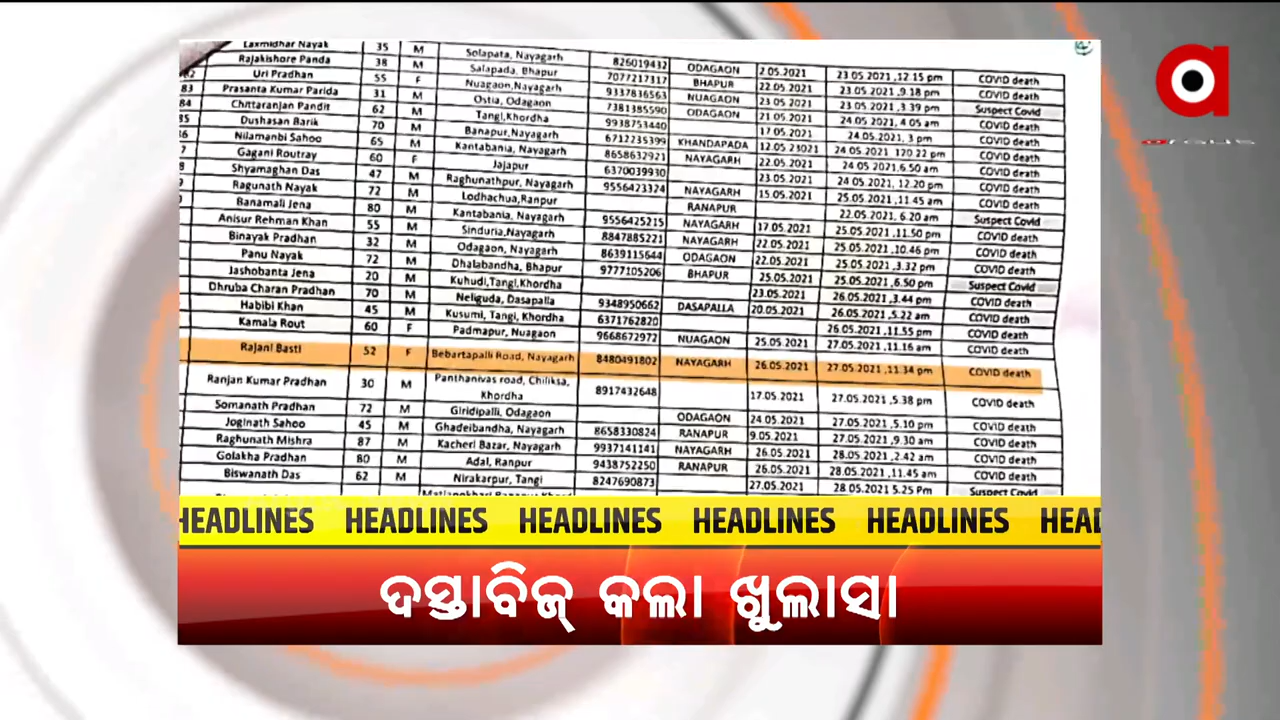 Laxmidhar Nayak 35 M Solapata, Nayagarh 826019432 ODAGAON 2.05.2021 23.05.2021 ,12.15 pm COVID death
Rajakishore Panda 38 M Salapada, Bhapur 7077217317 BHAPUR 22.05.2021 23.05.2021 ,9.18 pm COVID death
Uri Pradhan 55 F Nuagaon,Nayagarh 9337836563 NUAGAON 23.05.2021 23.05.2021 ,3.39 pm Suspect Covid
83 Prasanta Kumar Parida 31 M Ostia, Odagaon 7381385590 ODAGAON 21.05.2021 24.05.2021 ,4.05 am COVID death
84 Chittaranjan Pandit 62 M Tangi,Khordha 9938753440 17.05.2021 24.05.2021, 3 pm COVID death
Dushasan Barik 70 M Banapur,Nayagarh 6712235399 KHANDAPADA 12.05.23021 24.05.2021 120.22 pm COVID death
Nilamanbi Sahoo 65 M Kantabania, Nayagarh 8658632921 NAYAGARH 22.05.2021 24.05.2021,6.50 am COVID death
Gagani Routray 60 F Jajapur 6370039930 23.05.2021 24.05.2021, 12.20 pm COVID death
Shyamaghan Das 47 M Raghunathpur, Nayagarh 9556423324 NAYAGARH 15.05.2021 25.05.2021 ,11.45 am COVID death
Ragunath Nayak 72 M Lodhachua,Ranpur RANAPUR 22.05.2021, 6.20 am Suspect Covid
Banamali Jena 80 M Kantabania, Nayagarh 9556425215 NAYAGARH 17.05.2021 25.05.2021 ,11.50 pm COVID death
Anisur Rehman Khan 55 M Sinduria,Nayagarh 8847885221 NAYAGARH 22.05.2021 25.05.2021 ,10.46 pm COVID death
Binayak Pradhan 32 M Odagaon, Nayagarh 8639115644 ODAGAON 22.05.2021 25.05.2021 ,3.32 pm COVID death
Panu Nayak 72 M Dhalabandha, Bhapur 9777105206 BHAPUR 25.05.2021 25.05.2021 ,6.50 pm Suspect Covid
Jashobanta Jena 20 M Kuhudi,Tangi,Khordha 23.05.2021 26.05.2021 ,3.44 pm COVID death
Dhruba Charan Pradhan 70 M Neliguda, Dasapalla 9348950662 DASAPALLA 20.05.2021 26.05.2021 ,5.22 am COVID death
Habibi Khan 45 M Kusumi, Tangi, Khordha 6371762820 26.05.2021 ,11.55 pm COVID death
Kamala Rout 60 F Padmapur, Nuagaon 9668672972 NUAGAON 25.05.2021 27.05.2021 ,11.16 am COVID death
Rajani Basti 52 F Bebartapalli Road, Nayagarh 8480491802 NAYAGARH 26.05.2021 27.05.2021 ,11.34 pm COVID death
Ranjan Kumar Pradhan 30 M Panthanivas road, Chiliksa, Khordha 8917432648 17.05.2021 27.05.2021 ,5.38 pm COVID death
Somanath Pradhan 72 M Giridipalli, Odagaon ODAGAON 24.05.2021 27.05.2021 ,5.10 pm COVID death
Joginath Sahoo 45 M Ghadeibandha, Nayagarh 8658330824 RANAPUR 9.05.2021 27.05.2021 ,9.30 am COVID death
Raghunath Mishra 87 M Kacheri Bazar, Nayagarh 9937141141 NAYAGARH 26.05.2021 28.05.2021 ,2.42 am COVID death
Golakha Pradhan 80 M Adal, Ranpur 9438752250 RANAPUR 26.05.2021 28.05.2021 ,11.45 am COVID death
Biswanath Das 62 M Nirakarpur, Tangi 8247690873 27.05.2021 28.05.2021 5.25 Pm Suspect Covid
HEADLINES HEADLINES HEADLINES HEADLINES HEADLINES HEAD
ଦସ୍ତାବିଜ୍ କଲା ଖୁଲାସା